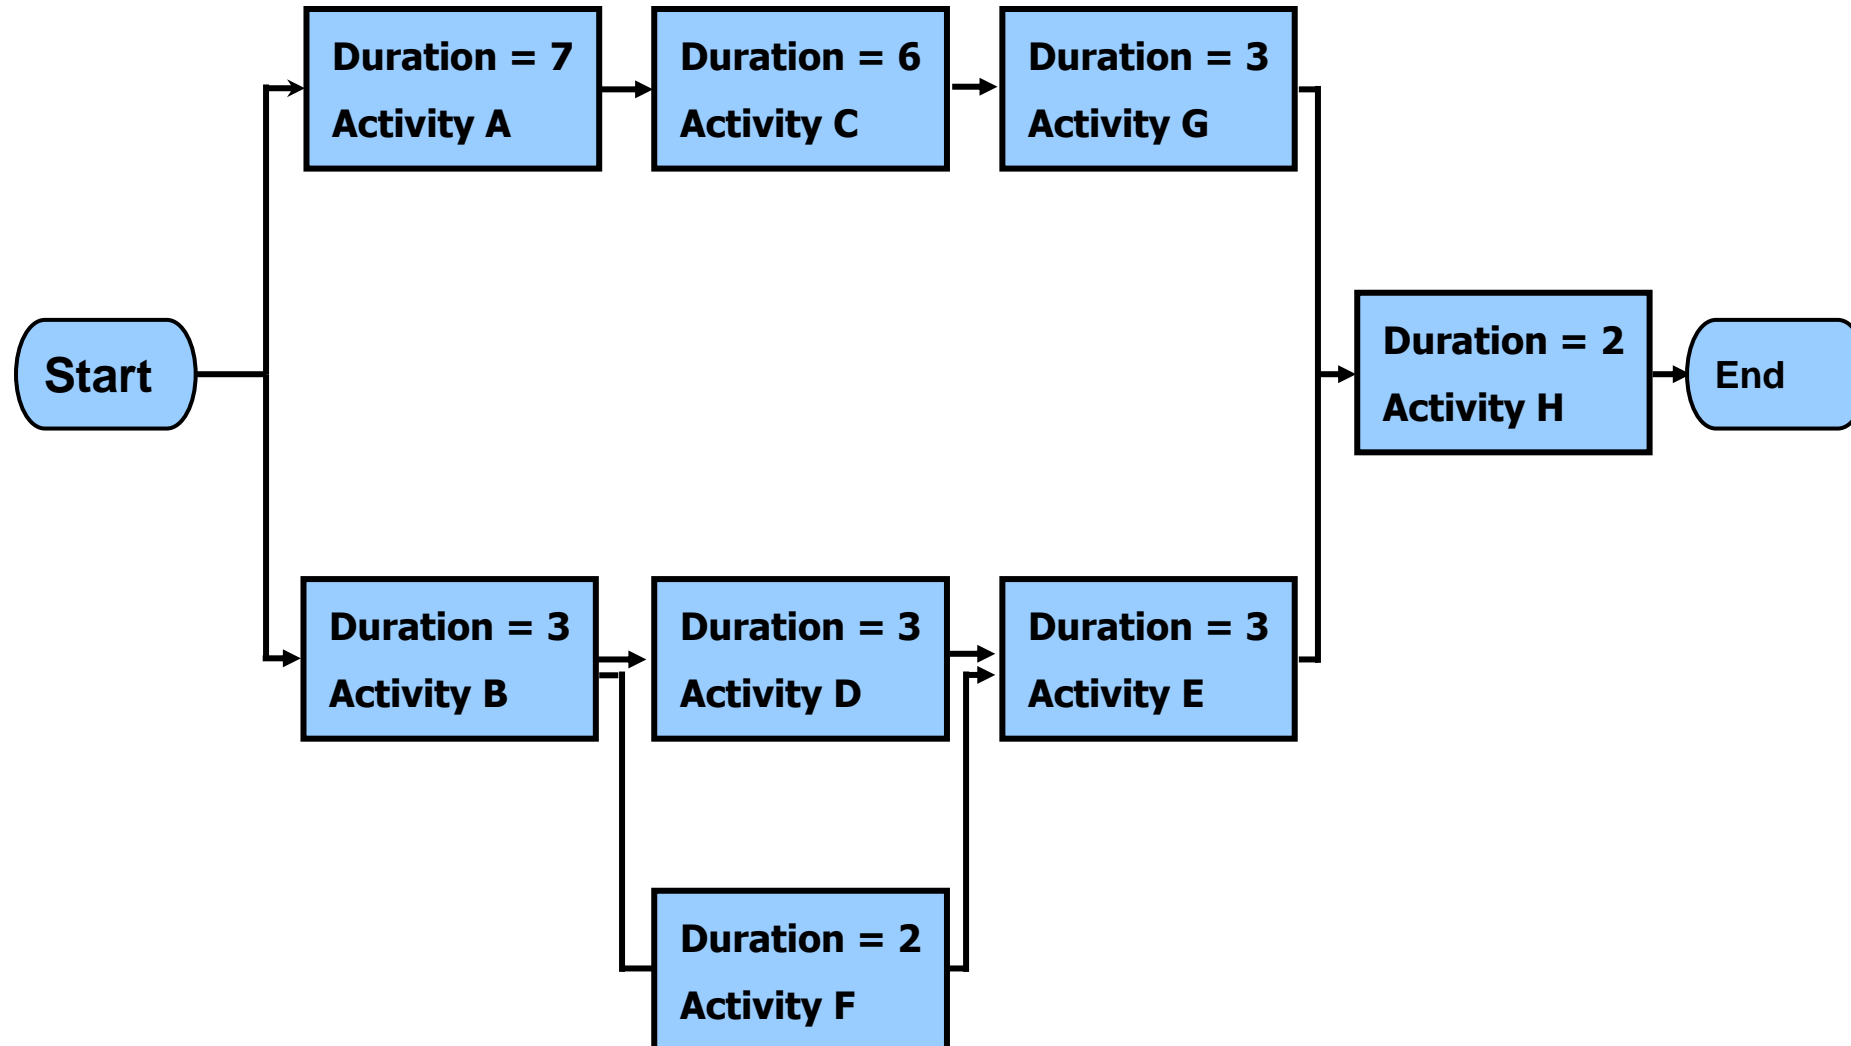 Duration = 7
Activity A
Duration = 6
Activity C
Duration = 3
Activity G
Start
Duration = 2
Activity H
End
Duration = 3
Activity B
Duration = 3
Activity D
Duration = 3
Activity E
Duration = 2
Activity F